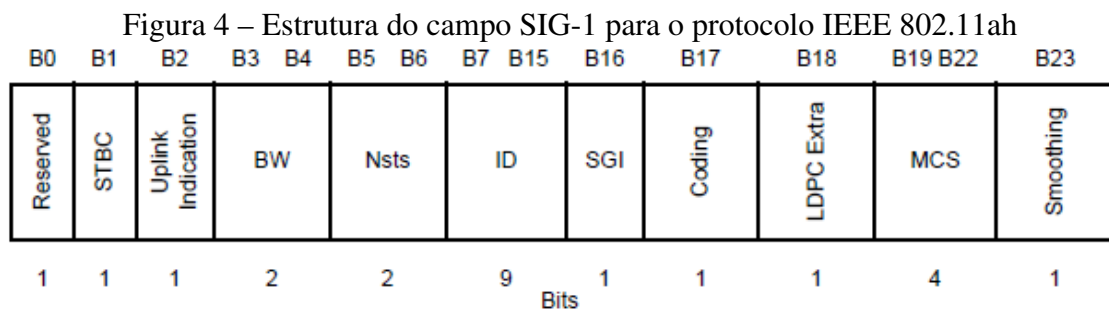 Figura 4 – Estrutura do campo SIG-1 para o protocolo IEEE 802.11ah
B0 B1 B2 B3 B4 B5 B6 B7 B15 B16 B17 B18 B19 B22 B23
Reserved
STBC
Uplink
Indication
BW
Nsts
ID
SGI
Coding
LDPC Extra
MCS
Smoothing
1 1 1 2 2 9 1 1 1 4 1
Bits